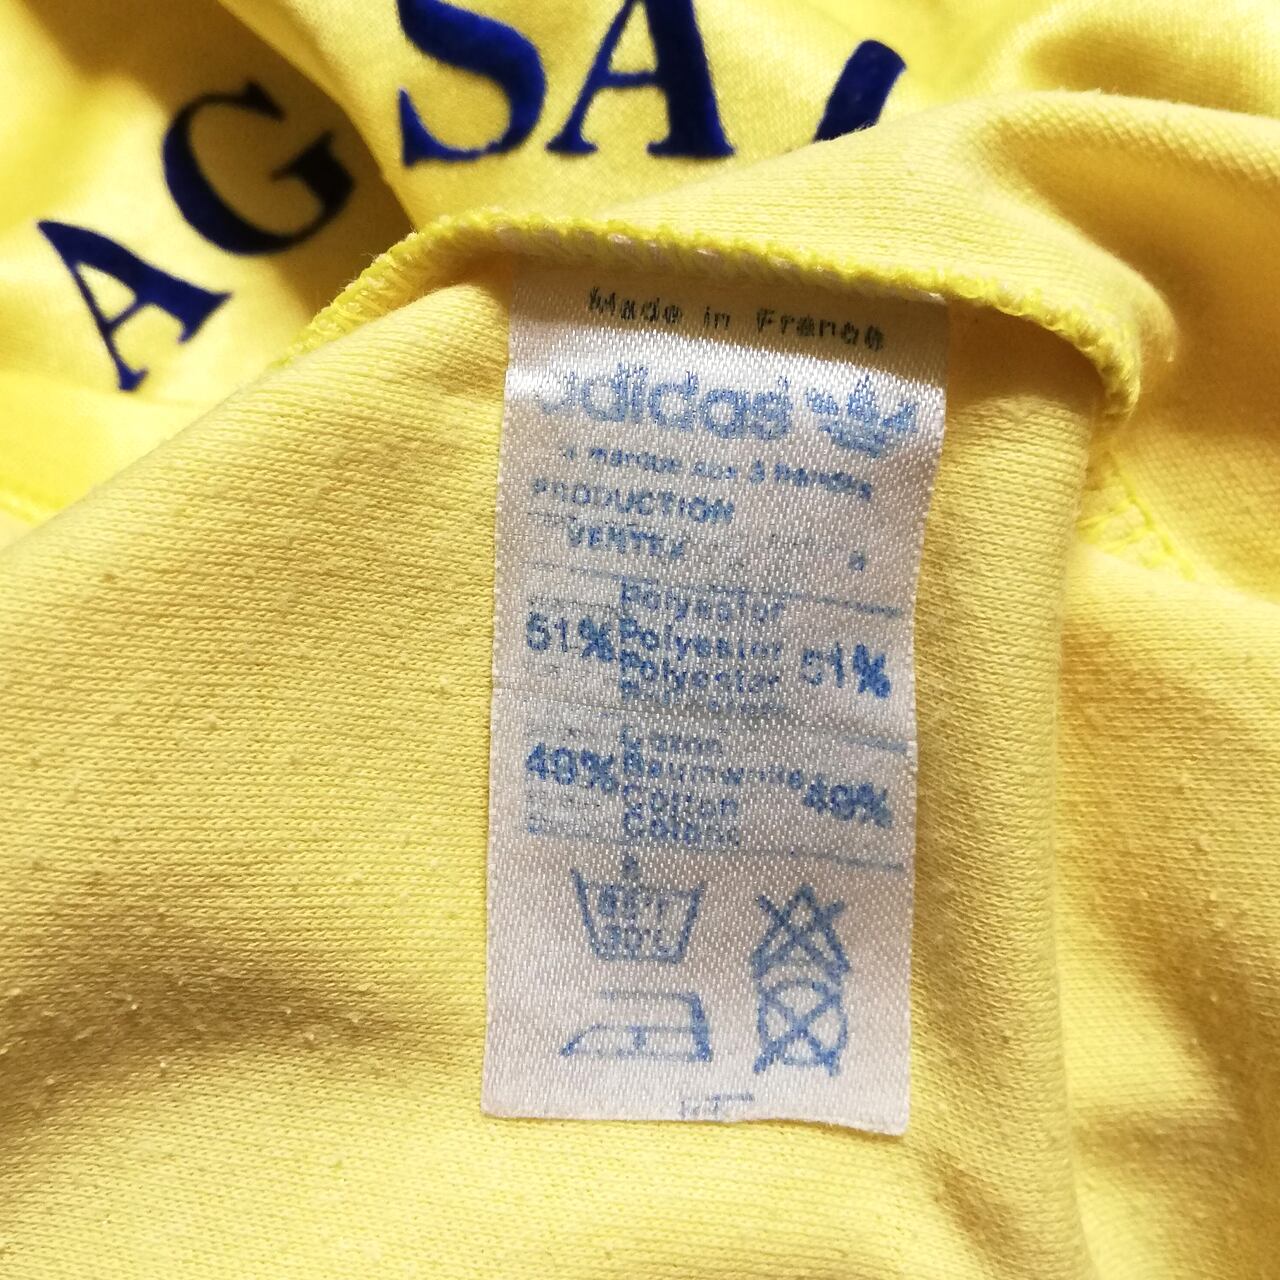 AG SA
Made in France
adidas
la marque aux 3 bandes
PRODUCTION
VENTEX
Polyester
51% Polyester 51%
Polyester
Coton
49% Baumwolle 49%
Cotton